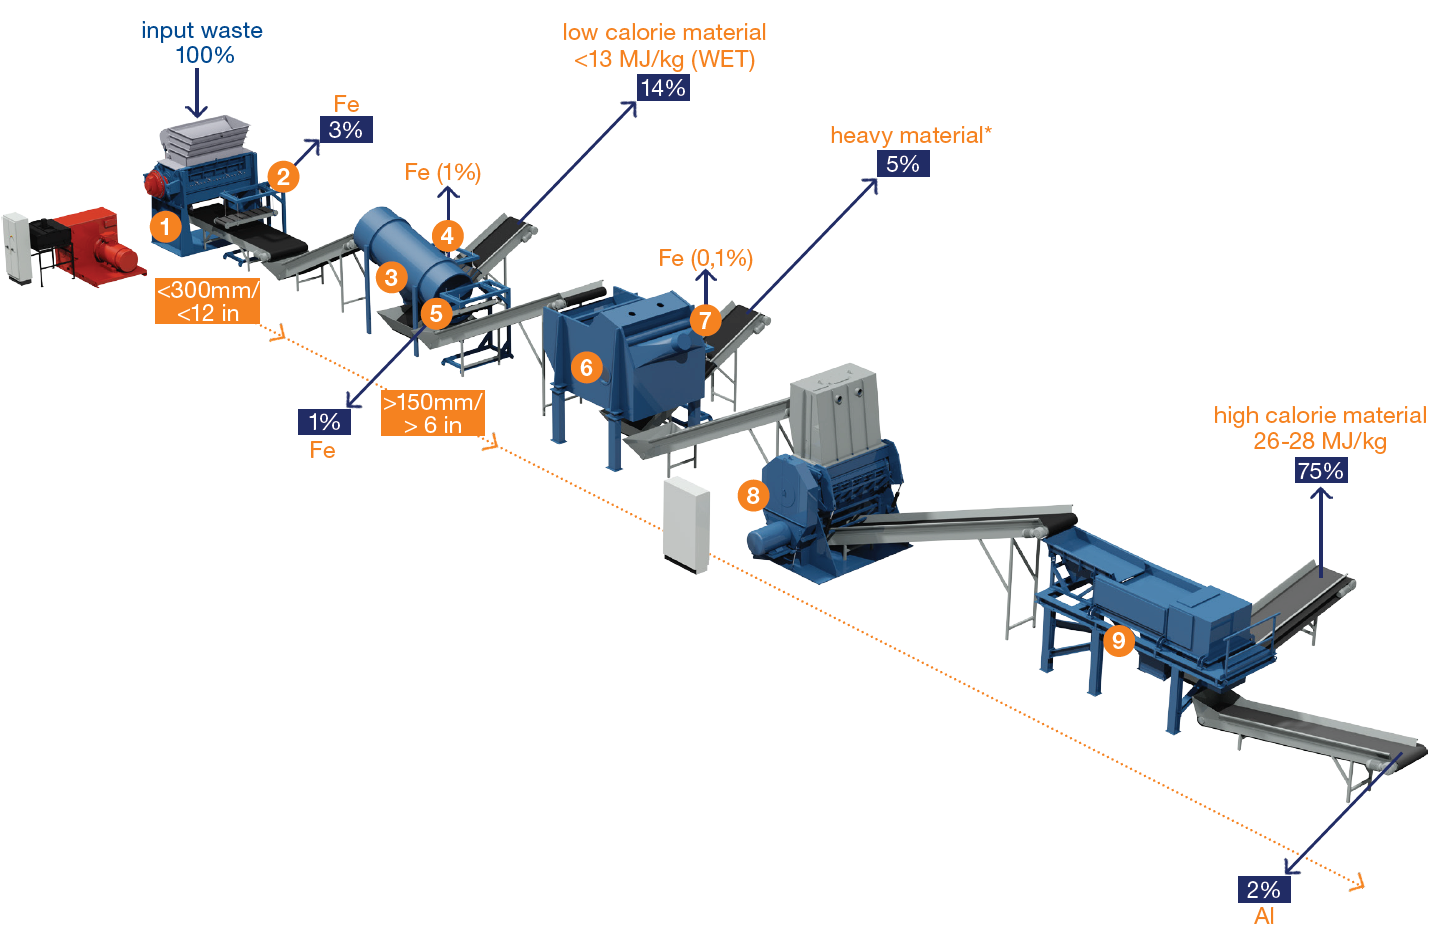 input waste
100%
low calorie material
<13 MJ/kg (WET)
14%
Fe
3%
heavy material*
5%
Fe (1%)
2
1
4
3
5
Fe (0,1%)
7
6
<300mm/
<12 in
1%
Fe
>150mm/
> 6 in
high calorie material
26-28 MJ/kg
75%
8
9
2%
Al